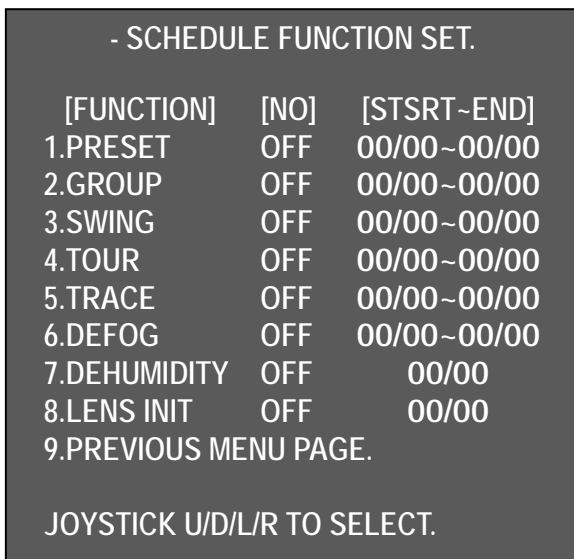 - SCHEDULE FUNCTION SET.
[FUNCTION] [NO] [STSRT~END]
1.PRESET OFF 00/00~00/00
2.GROUP OFF 00/00~00/00
3.SWING OFF 00/00~00/00
4.TOUR OFF 00/00~00/00
5.TRACE OFF 00/00~00/00
6.DEFOG OFF 00/00~00/00
7.DEHUMIDITY OFF 00/00
8.LENS INIT OFF 00/00
9.PREVIOUS MENU PAGE.
JOYSTICK U/D/L/R TO SELECT.